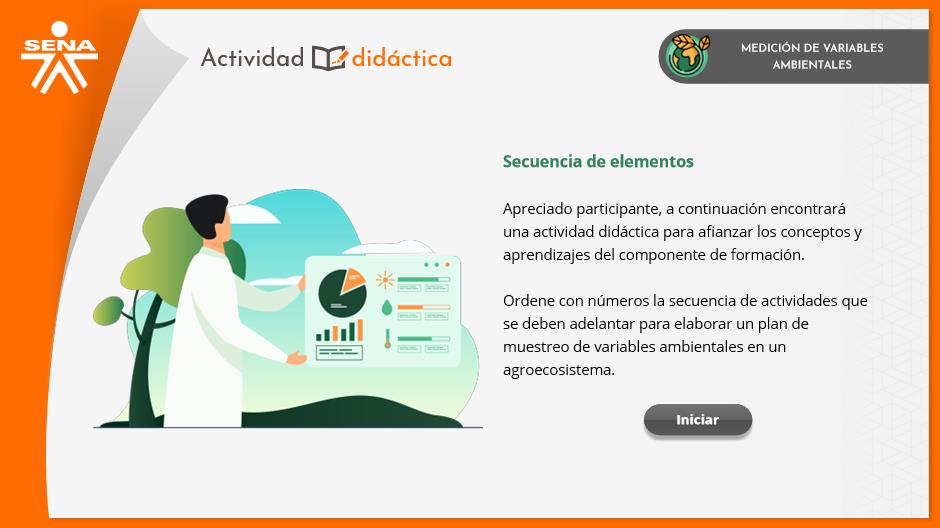 SENA
Actividad didáctica
MEDICIÓN DE VARIABLES
AMBIENTALES
Secuencia de elementos
Apreciado participante, a continuación encontrará
una actividad didáctica para afianzar los conceptos y
aprendizajes del componente de formación.
Ordene con números la secuencia de actividades que
se deben adelantar para elaborar un plan de
muestreo de variables ambientales en un
agroecosistema.
Iniciar